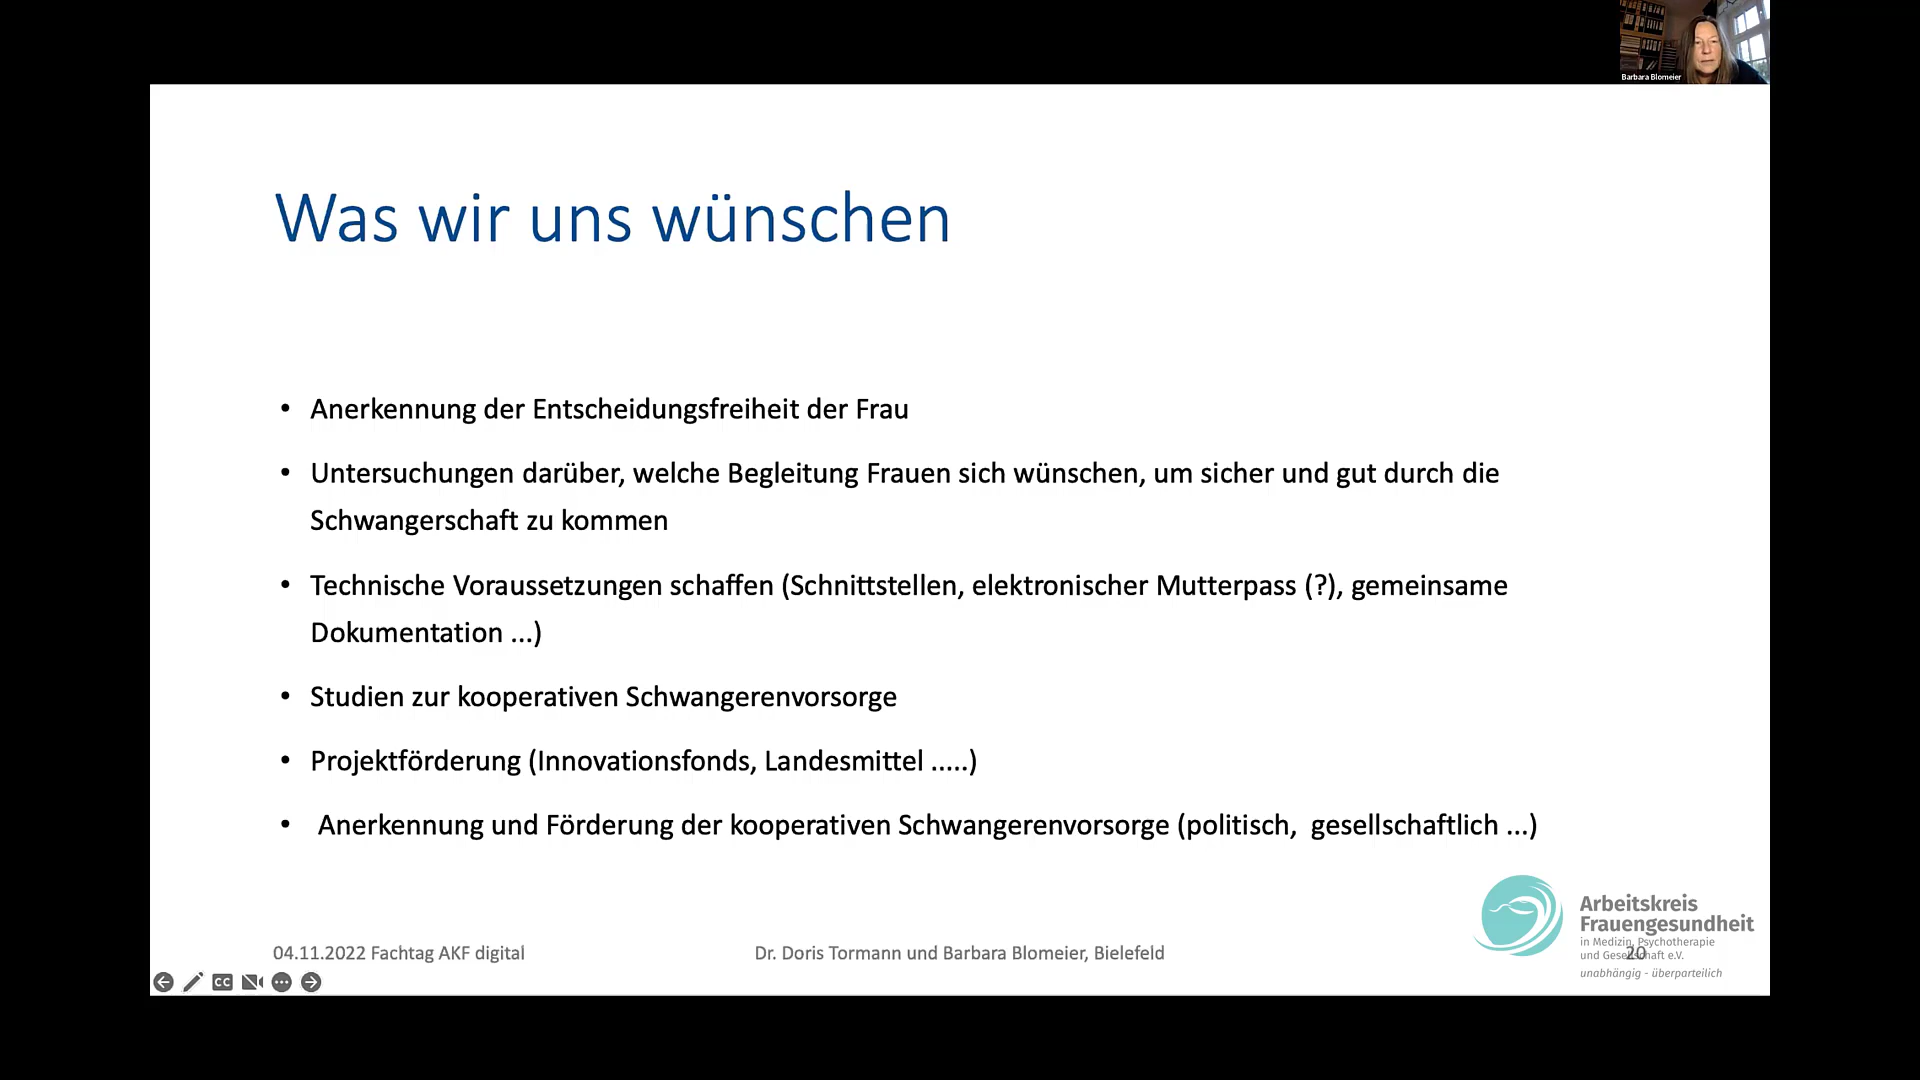 Barbara Blomeier
Was wir uns wünschen
• Anerkennung der Entscheidungsfreiheit der Frau
• Untersuchungen darüber, welche Begleitung Frauen sich wünschen, um sicher und gut durch die
Schwangerschaft zu kommen
• Technische Voraussetzungen schaffen (Schnittstellen, elektronischer Mutterpass (?), gemeinsame
Dokumentation ...)
• Studien zur kooperativen Schwangerenvorsorge
• Projektförderung (Innovationsfonds, Landesmittel .....)
• Anerkennung und Förderung der kooperativen Schwangerenvorsorge (politisch, gesellschaftlich ...)
04.11.2022 Fachtag AKF digital
Dr. Doris Tormann und Barbara Blomeier, Bielefeld
20
Arbeitskreis
Frauengesundheit
in Medizin, Psychotherapie
und Gesellschaft e.V.
unabhängig - überparteilich
CC